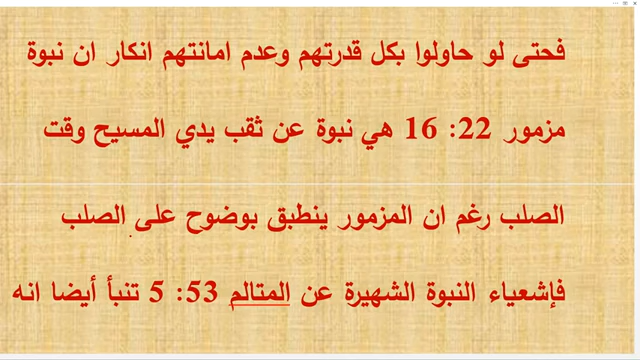 فحتى لو حاولوا بكل قدرتهم وعدم امانتهم انكار ان نبوة
مزمور 22: 16 هي نبوة عن ثقب يدي المسيح وقت
الصلب رغم ان المزمور ينطبق بوضوح على الصلب
فإشعياء النبوة الشهيرة عن المتالم 53: 5 تنبأ أيضا انه